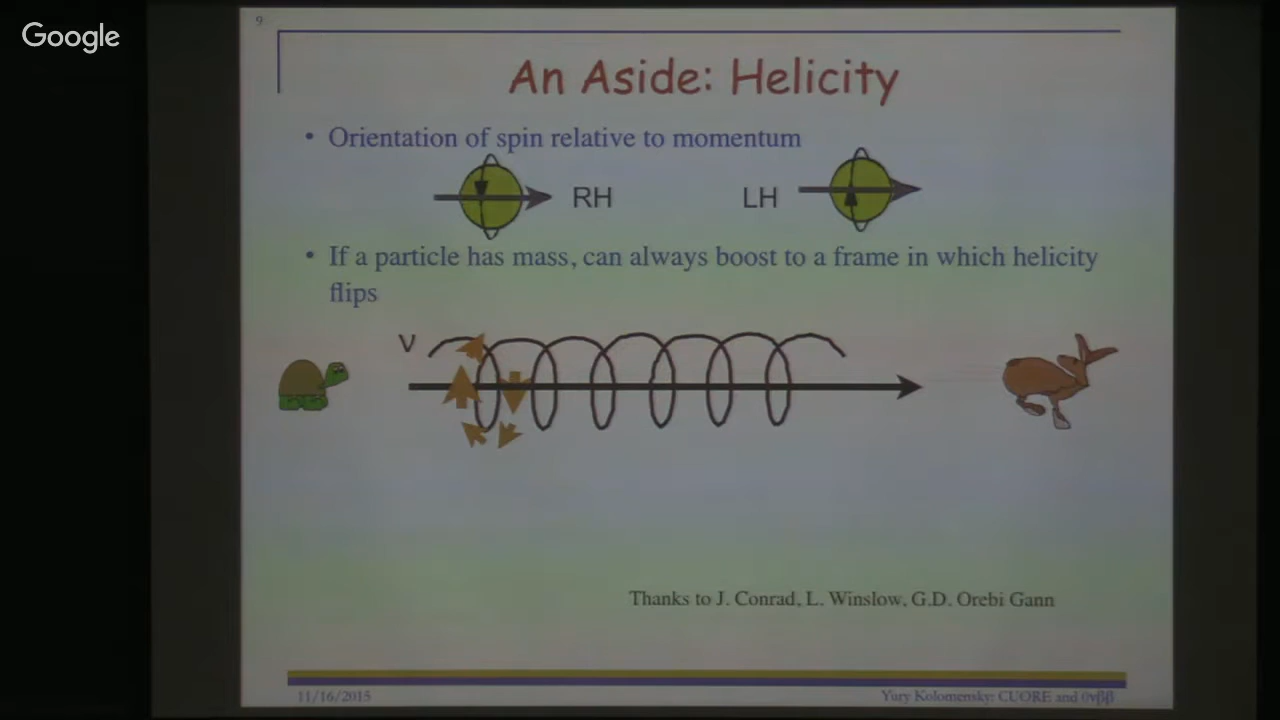 Google
9
An Aside: Helicity
• Orientation of spin relative to momentum
RH
LH
• If a particle has mass, can always boost to a frame in which helicity
flips
ν
Thanks to J. Conrad, L. Winslow, G.D. Orebi Gann
11/16/2015
Yury Kolomensky: CUORE and 0νββ